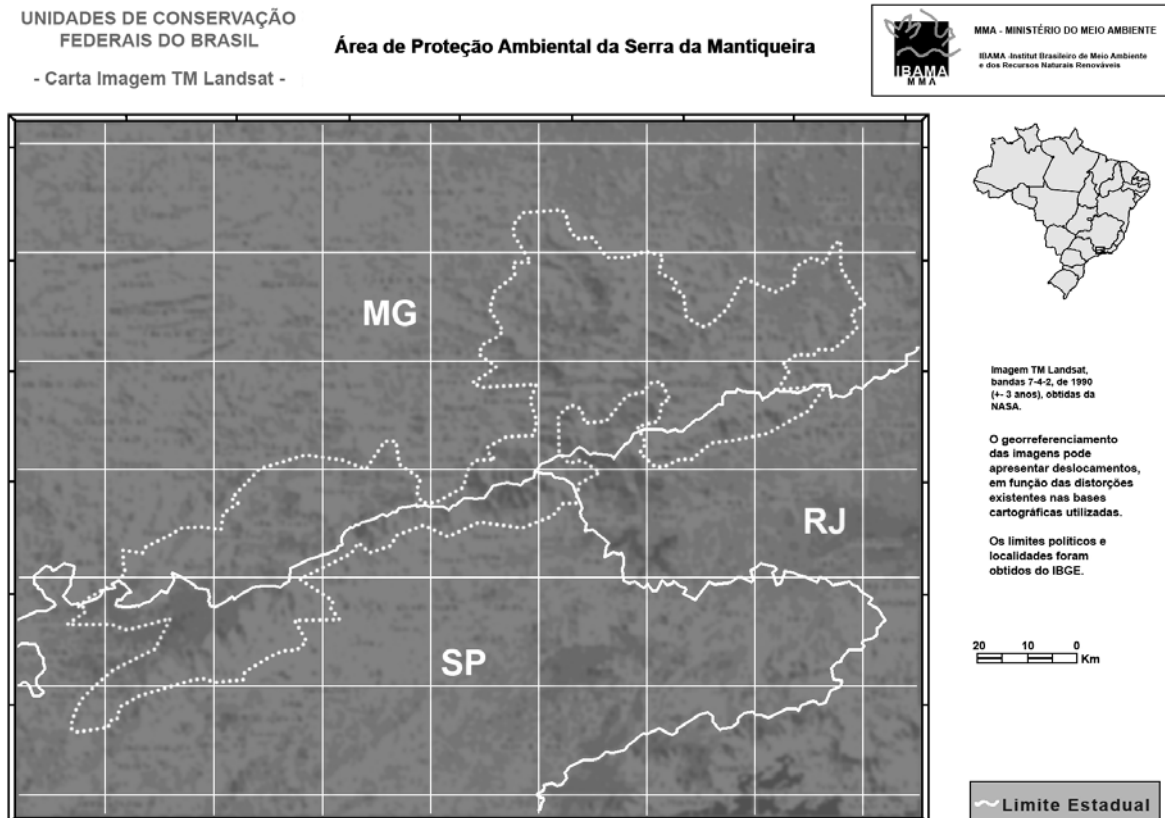 UNIDADES DE CONSERVAÇÃO
FEDERAIS DO BRASIL
- Carta Imagem TM Landsat -
Área de Proteção Ambiental da Serra da Mantiqueira
IBAMA
M M A
MMA - MINISTÉRIO DO MEIO AMBIENTE
IBAMA -Institut Brasileiro de Meio Ambiente
e dos Recursos Naturais Renováveis
MG
RJ
SP
Imagem TM Landsat,
bandas 7-4-2, de 1990
(+- 3 anos), obtidas da
NASA.
O georreferenciamento
das imagens pode
apresentar deslocamentos,
em função das distorções
existentes nas bases
cartográficas utilizadas.
Os limites políticos e
localidades foram
obtidos do IBGE.
20 10 0
Km
Limite Estadual